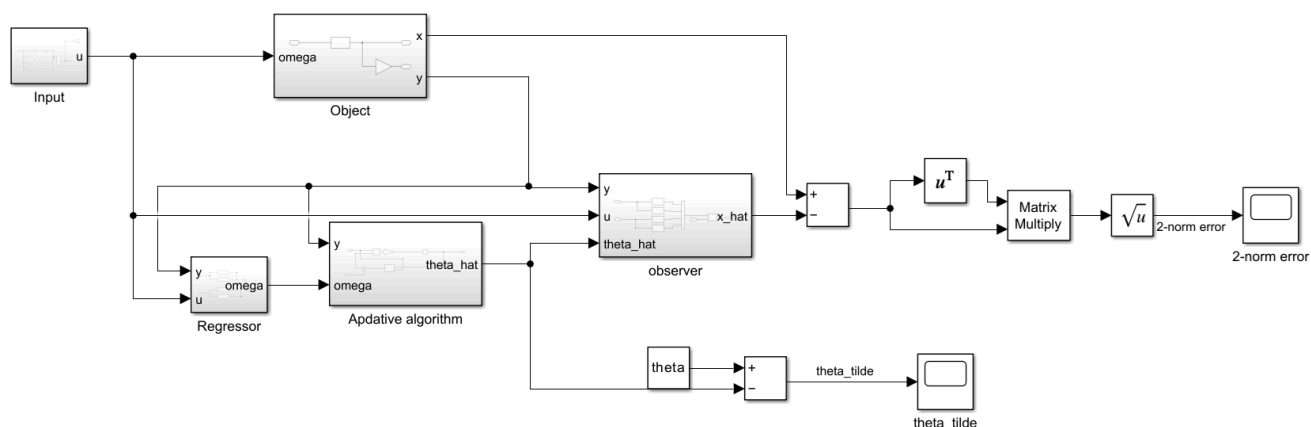 u
Input
omega
x
y
Object
y
u
theta_hat
x_hat
observer
y
omega
theta_hat
Apdative algorithm
y
u
omega
Regressor
+
−
uᵀ
Matrix
Multiply
√u
2-norm error
2-norm error
theta
+
−
theta_tilde
theta_tilde